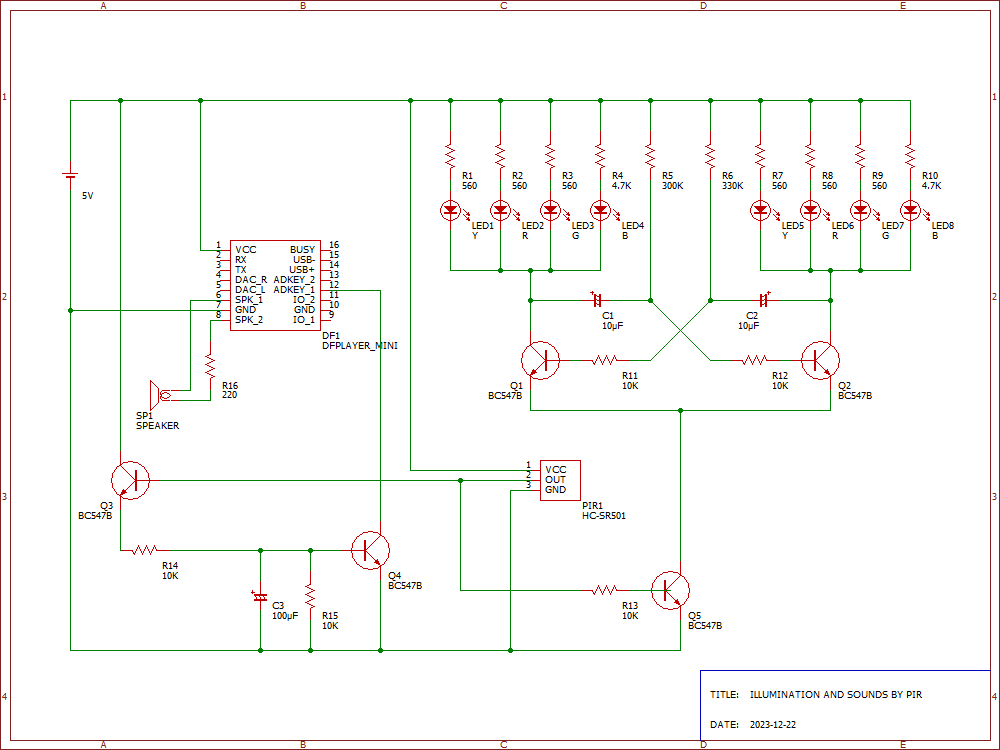 A B C D E
1 1
5V
R1
560
R2
560
R3
560
R4
4.7K
R5
300K
R6
330K
R7
560
R8
560
R9
560
R10
4.7K
LED1
Y
LED2
R
LED3
G
LED4
B
LED5
Y
LED6
R
LED7
G
LED8
B
1 VCC BUSY 16
2 RX USB- 15
3 TX USB+ 14
4 DAC_R ADKEY_2 13
5 DAC_L ADKEY_1 12
6 SPK_1 IO_2 11
7 GND GND 10
8 SPK_2 IO_1 9
DF1
DFPLAYER_MINI
2 2
C1
10µF
C2
10µF
R11
10K
R12
10K
Q1
BC547B
Q2
BC547B
R16
220
SP1
SPEAKER
1 VCC
2 OUT
3 GND
PIR1
HC-SR501
3 3
Q3
BC547B
R14
10K
Q4
BC547B
C3
100µF
R15
10K
R13
10K
Q5
BC547B
4 4
TITLE: ILLUMINATION AND SOUNDS BY PIR
DATE: 2023-12-22
A B C D E